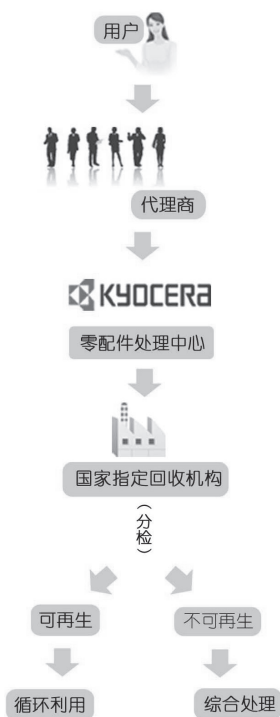 用户
代理商
KYOCERA
零配件处理中心
国家指定回收机构
（分检）
可再生
不可再生
循环利用
综合处理